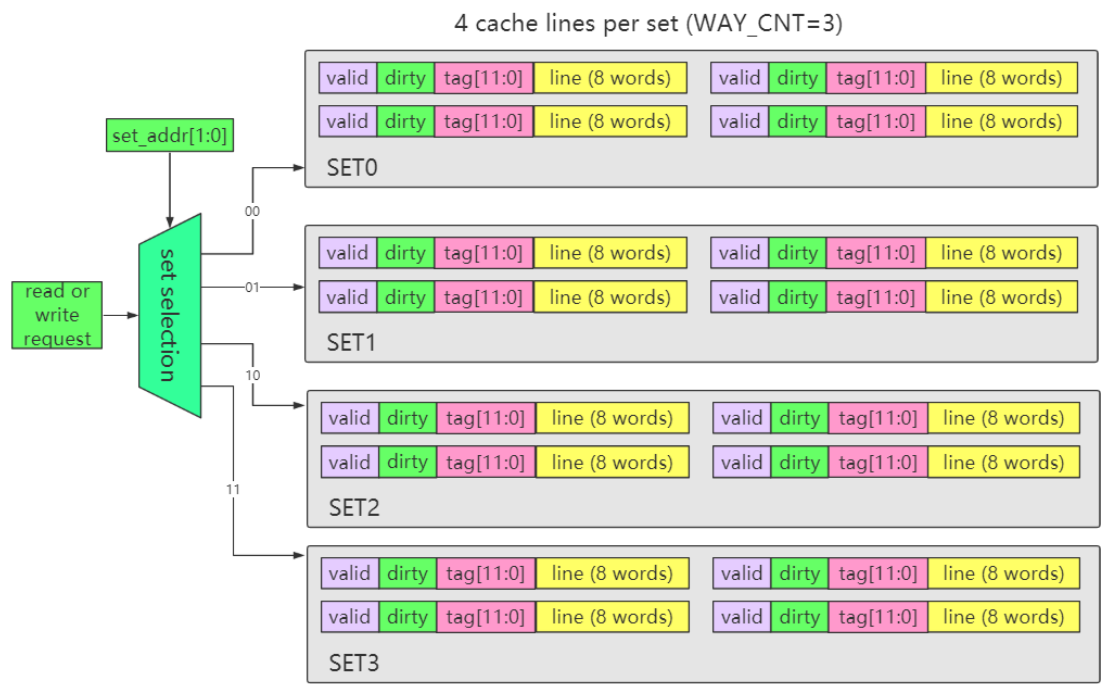 4 cache lines per set (WAY_CNT=3)
set_addr[1:0]
read or
write
request
set selection
00
01
10
11
valid dirty tag[11:0] line (8 words) valid dirty tag[11:0] line (8 words)
valid dirty tag[11:0] line (8 words) valid dirty tag[11:0] line (8 words)
SET0
valid dirty tag[11:0] line (8 words) valid dirty tag[11:0] line (8 words)
valid dirty tag[11:0] line (8 words) valid dirty tag[11:0] line (8 words)
SET1
valid dirty tag[11:0] line (8 words) valid dirty tag[11:0] line (8 words)
valid dirty tag[11:0] line (8 words) valid dirty tag[11:0] line (8 words)
SET2
valid dirty tag[11:0] line (8 words) valid dirty tag[11:0] line (8 words)
valid dirty tag[11:0] line (8 words) valid dirty tag[11:0] line (8 words)
SET3